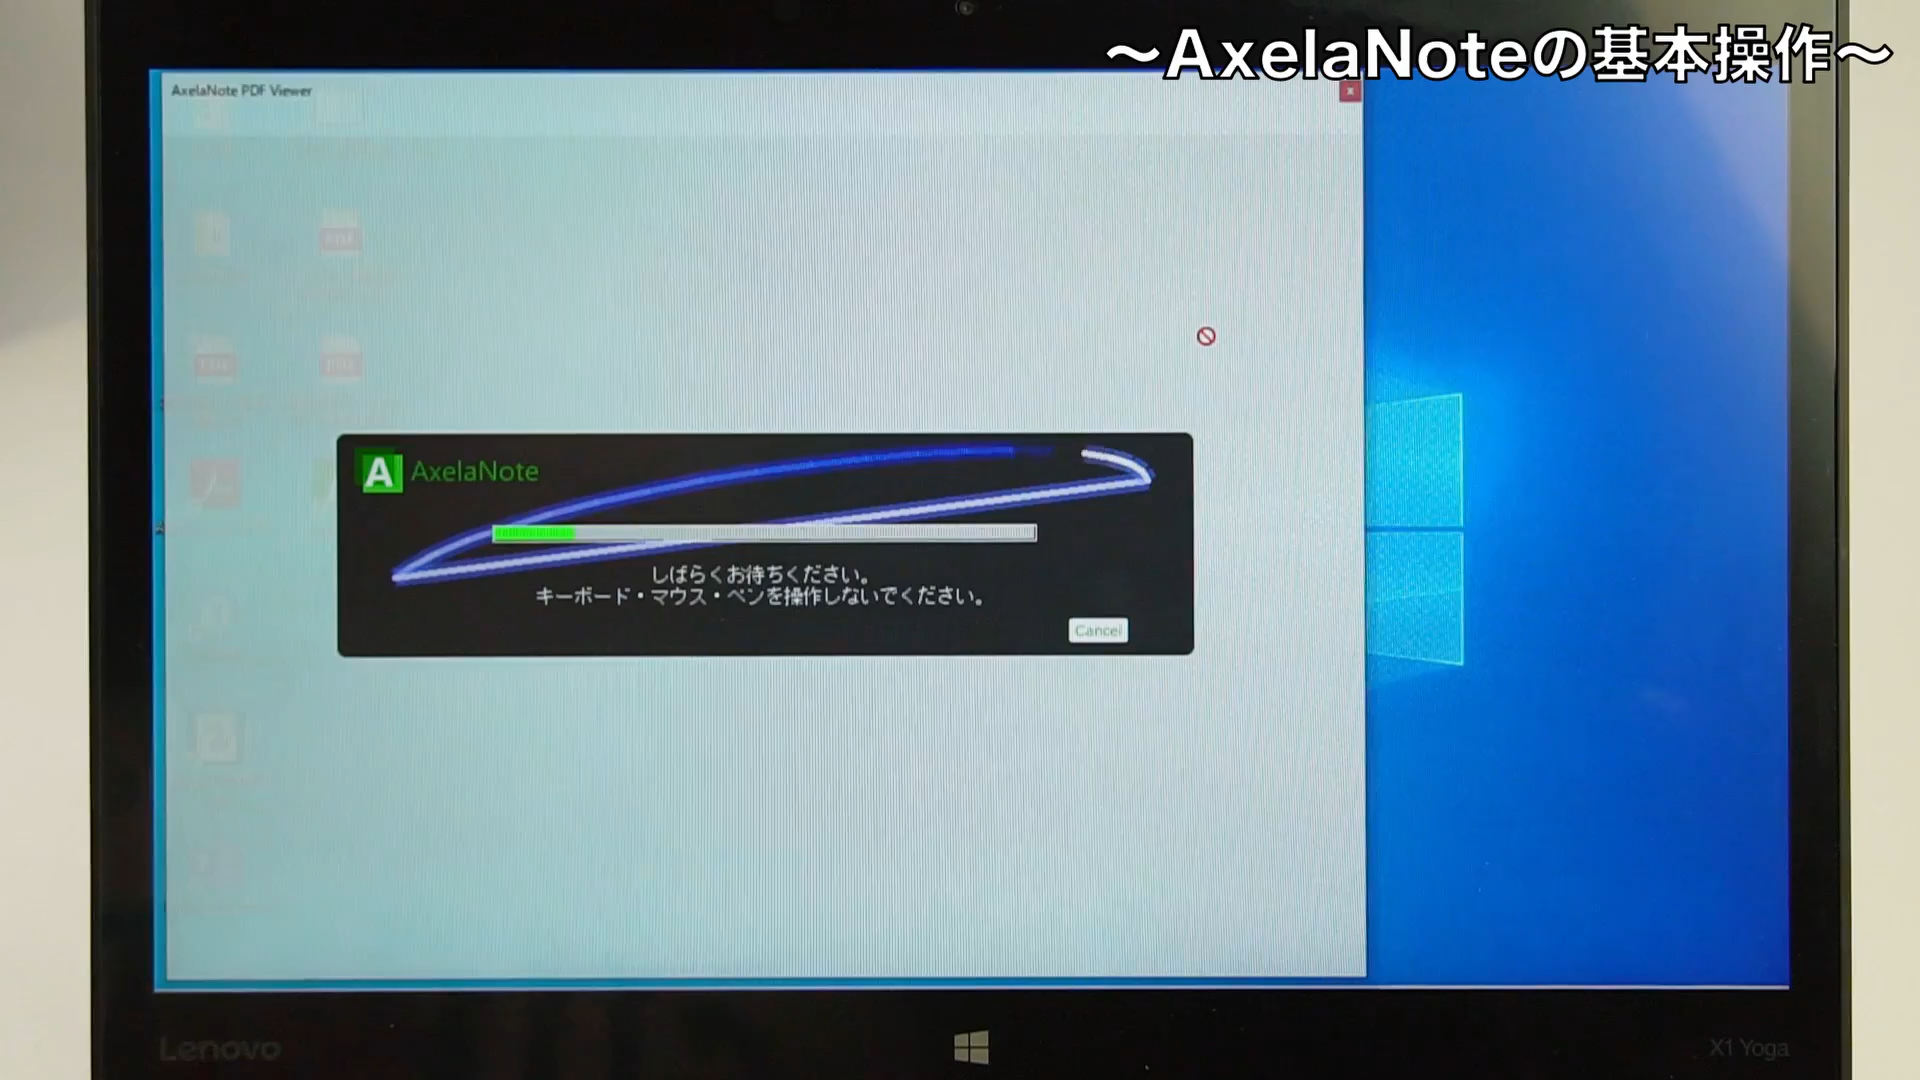 ～AxelaNoteの基本操作～
AxelaNote PDF Viewer
A AxelaNote
しばらくお待ちください。
キーボード・マウス・ペンを操作しないでください。
Cancel
Lenovo
X1 Yoga